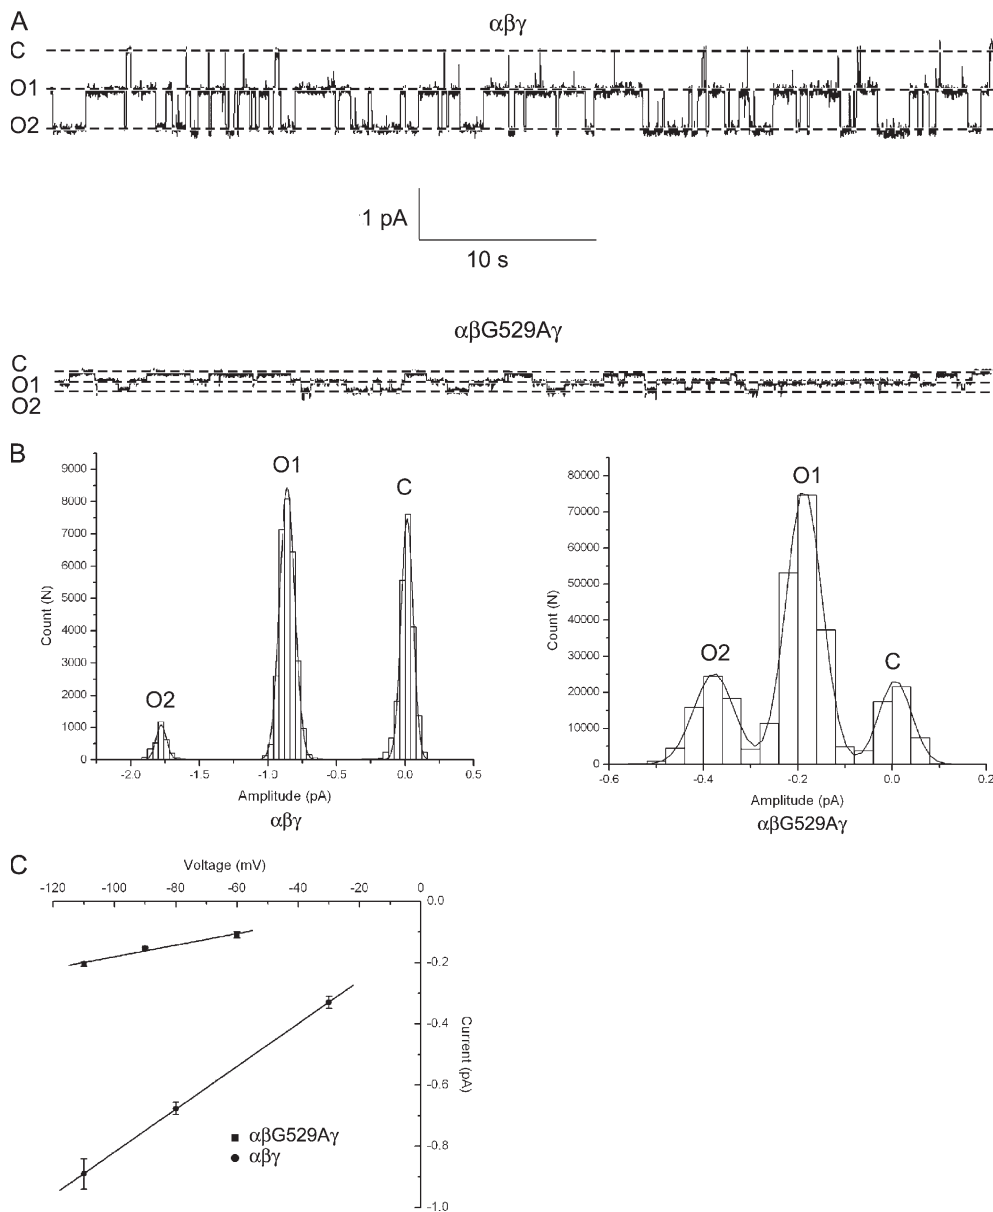 A
αβγ
C
O1
O2
1 pA
10 s
αβG529Aγ
C
O1
O2
B
9000
8000
7000
6000
5000
4000
3000
2000
1000
0
Count (N)
O2
O1
C
-2.0 -1.5 -1.0 -0.5 0.0 0.5
Amplitude (pA)
αβγ
80000
70000
60000
50000
40000
30000
20000
10000
0
Count (N)
O2
O1
C
-0.6 -0.4 -0.2 0.0 0.2
Amplitude (pA)
αβG529Aγ
C
Voltage (mV)
-120 -100 -80 -60 -40 -20 0
0.0
-0.2
-0.4
-0.6
-0.8
-1.0
Current (pA)
αβG529Aγ
αβγ